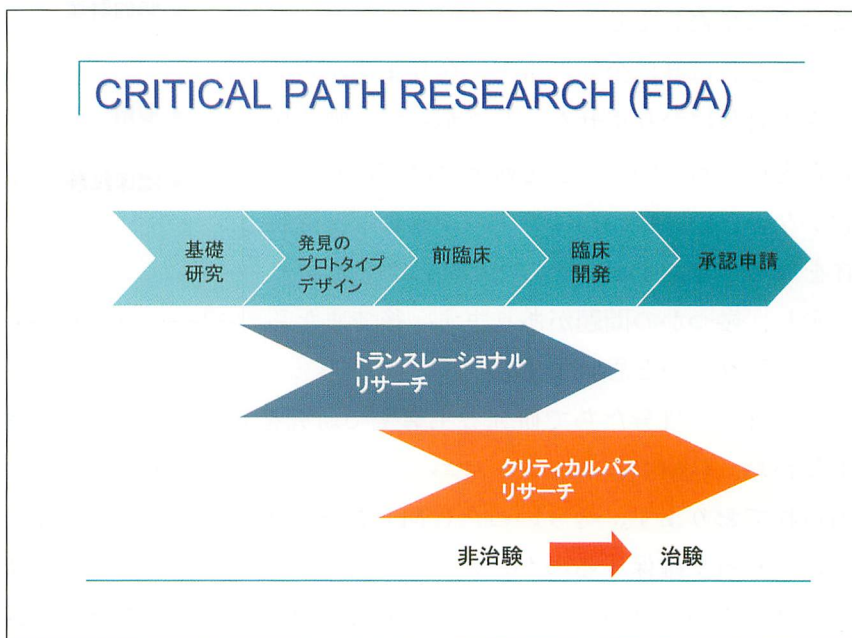 CRITICAL PATH RESEARCH (FDA)
基礎
研究
発見の
プロトタイプ
デザイン
前臨床
臨床
開発
承認申請
トランスレーショナル
リサーチ
クリティカルパス
リサーチ
非治験
治験